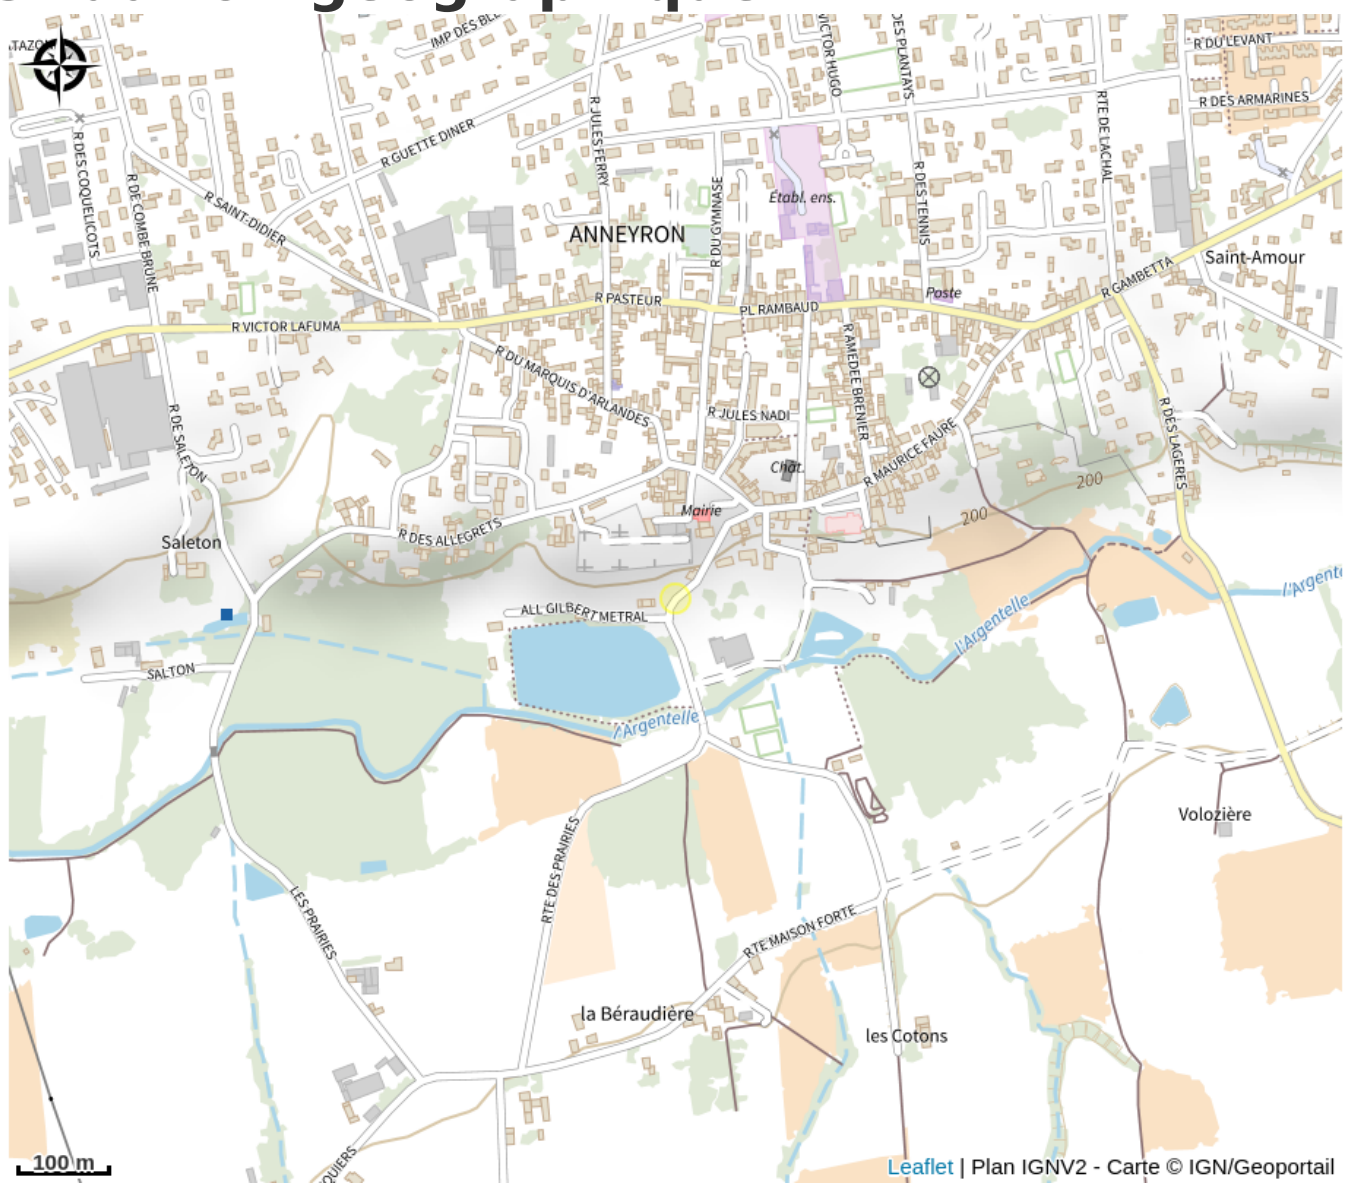 IMP DES BLE
VICTOR HUGO
DES PLANTAYS
R DU LEVANT
R DES ARMARINES
RTE DE LACHAL
R JULES FERRY
R GUETTE DINER
R DES COQUELICOTS
R DE COMBE BRUNE
R SAINT-DIDIER
R DU GYMNASE
Établ. ens.
R DES TENNIS
ANNEYRON
Saint-Amour
R GAMBETTA
Poste
R PASTEUR
PL RAMBAUD
R VICTOR LAFUMA
R DU MARQUIS D'ARLANDES
R AMEDEE BRENIER
R JULES NADI
R DE SALETON
R MAURICE FAURE
R DES LAGERES
Chât.
200
200
Mairie
R DES ALLEGRETS
Saleton
l'Argente
ALL GILBERT METRAL
l'Argentelle
SALTON
l'Argentelle
Volozière
RTE DES PRAIRIES
LES PRAIRIES
RTE MAISON FORTE
la Béraudière
les Cotons
QUIERS
100 m
Leaflet | Plan IGNV2 - Carte © IGN/Geoportail